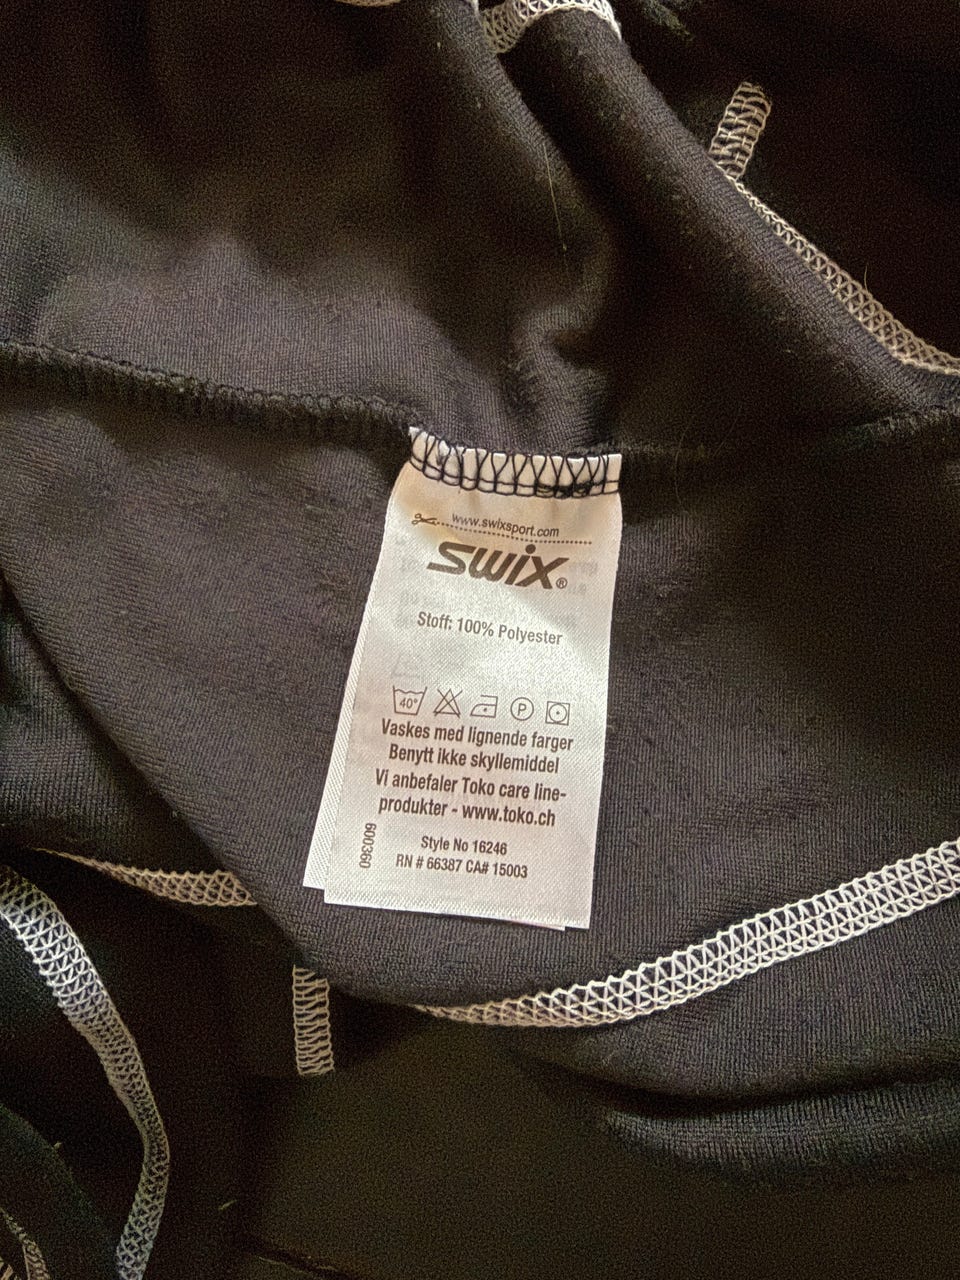 www.swixsport.com
swix®
Stoff: 100% Polyester
40° P
Vaskes med lignende farger
Benytt ikke skyllemiddel
Vi anbefaler Toko care line-
produkter - www.toko.ch
600360
Style No 16246
RN # 66387 CA# 15003